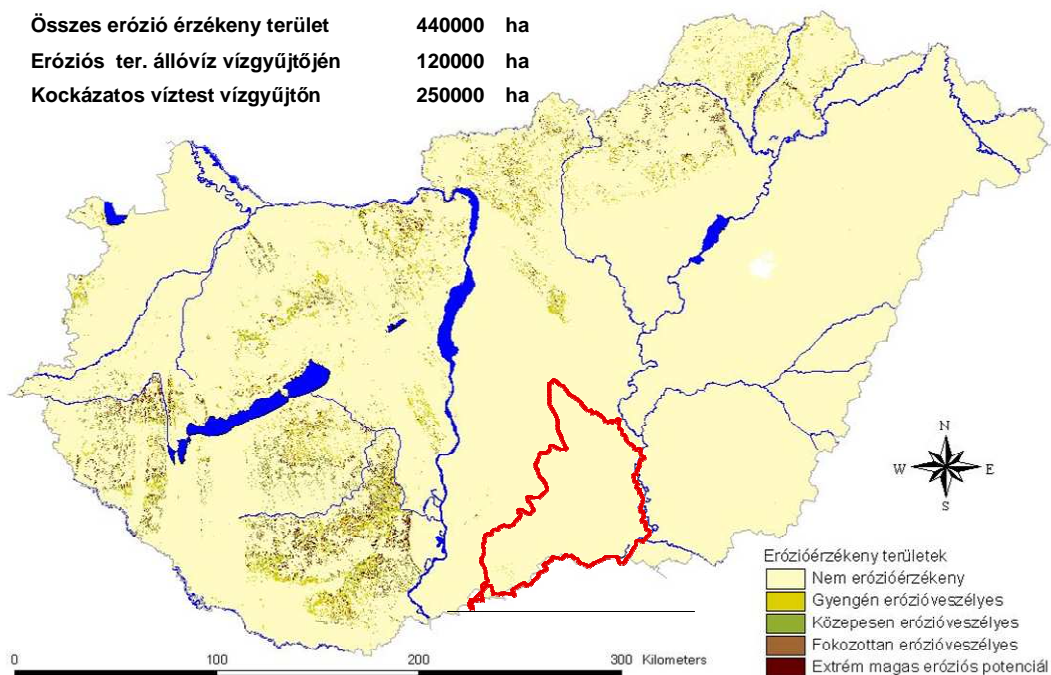 Összes erózió érzékeny terület 440000 ha
Eróziós ter. állóvíz vízgyűjtőjén 120000 ha
Kockázatos víztest vízgyűjtőn 250000 ha
N
W E
S
Erózióérzékeny területek
Nem erózióérzékeny
Gyengén erózióveszélyes
Közepesen erózióveszélyes
Fokozottan erózióveszélyes
Extrém magas eróziós potenciál
0 100 200 300 Kilometers